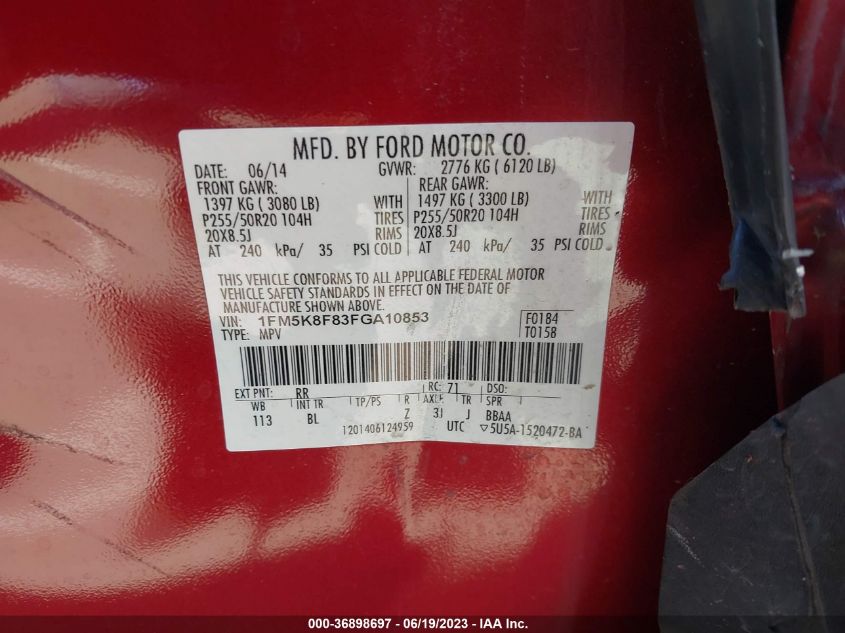 MFD. BY FORD MOTOR CO.
DATE: 06/14 GVWR: 2776 KG ( 6120 LB)
FRONT GAWR: REAR GAWR:
1397 KG ( 3080 LB) WITH 1497 KG ( 3300 LB) WITH
P255/50R20 104H TIRES P255/50R20 104H TIRES
20X8.5J RIMS 20X8.5J RIMS
AT 240 kPa/ 35 PSI COLD AT 240 kPa/ 35 PSI COLD
THIS VEHICLE CONFORMS TO ALL APPLICABLE FEDERAL MOTOR
VEHICLE SAFETY STANDARDS IN EFFECT ON THE DATE OF
MANUFACTURE SHOWN ABOVE.
VIN: 1FM5K8F83FGA10853 F0184
TYPE: MPV T0158
EXT PNT: RR RC: 71 DSO:
WB INT TR TP/PS R AXLE TR SPR
113 BL Z 3J J BBAA
1201406124959 UTC ▽5U5A-1520472-BA
000-36898697 - 06/19/2023 - IAA Inc.